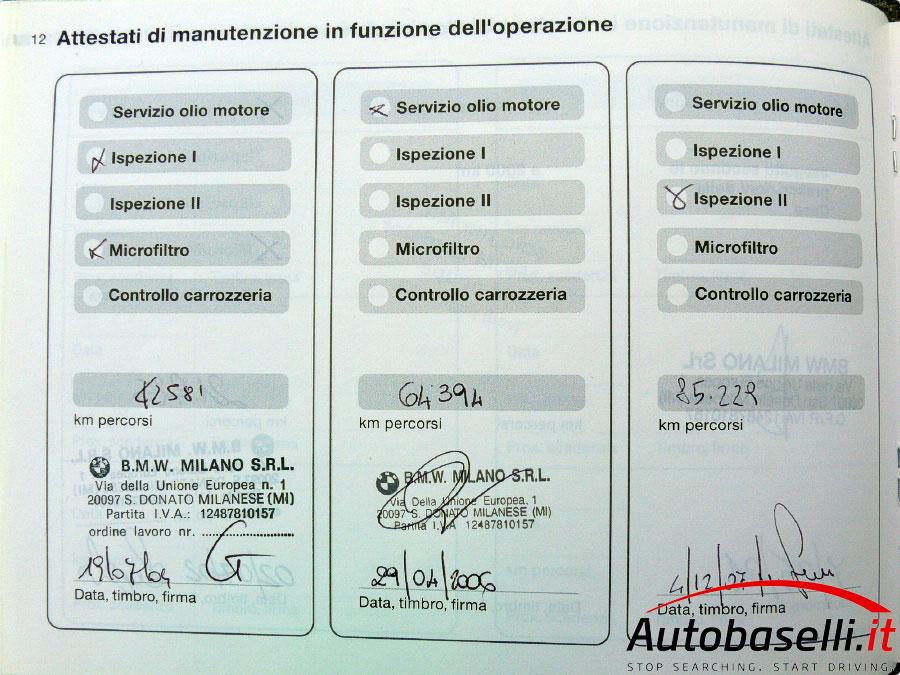 12 Attestati di manutenzione in funzione dell'operazione
Servizio olio motore
Ispezione I
Ispezione II
Microfiltro
Controllo carrozzeria
42581
km percorsi
B.M.W. MILANO S.R.L.
Via della Unione Europea n. 1
20097 S. DONATO MILANESE (MI)
Partita I.V.A.: 12487810157
ordine lavoro nr. ........................
19/07/04
Data, timbro, firma
Servizio olio motore
Ispezione I
Ispezione II
Microfiltro
Controllo carrozzeria
64394
km percorsi
B.M.W. MILANO S.R.L.
Via Della Unione Europea, 1
20097 S. DONATO MILANESE (MI)
Partita I.V.A 12487810157
29/04/2006
Data, timbro, firma
Servizio olio motore
Ispezione I
Ispezione II
Microfiltro
Controllo carrozzeria
85.229
km percorsi
4/12/07
Data, timbro, firma
Autobaselli.it
STOP SEARCHING. START DRIVING.